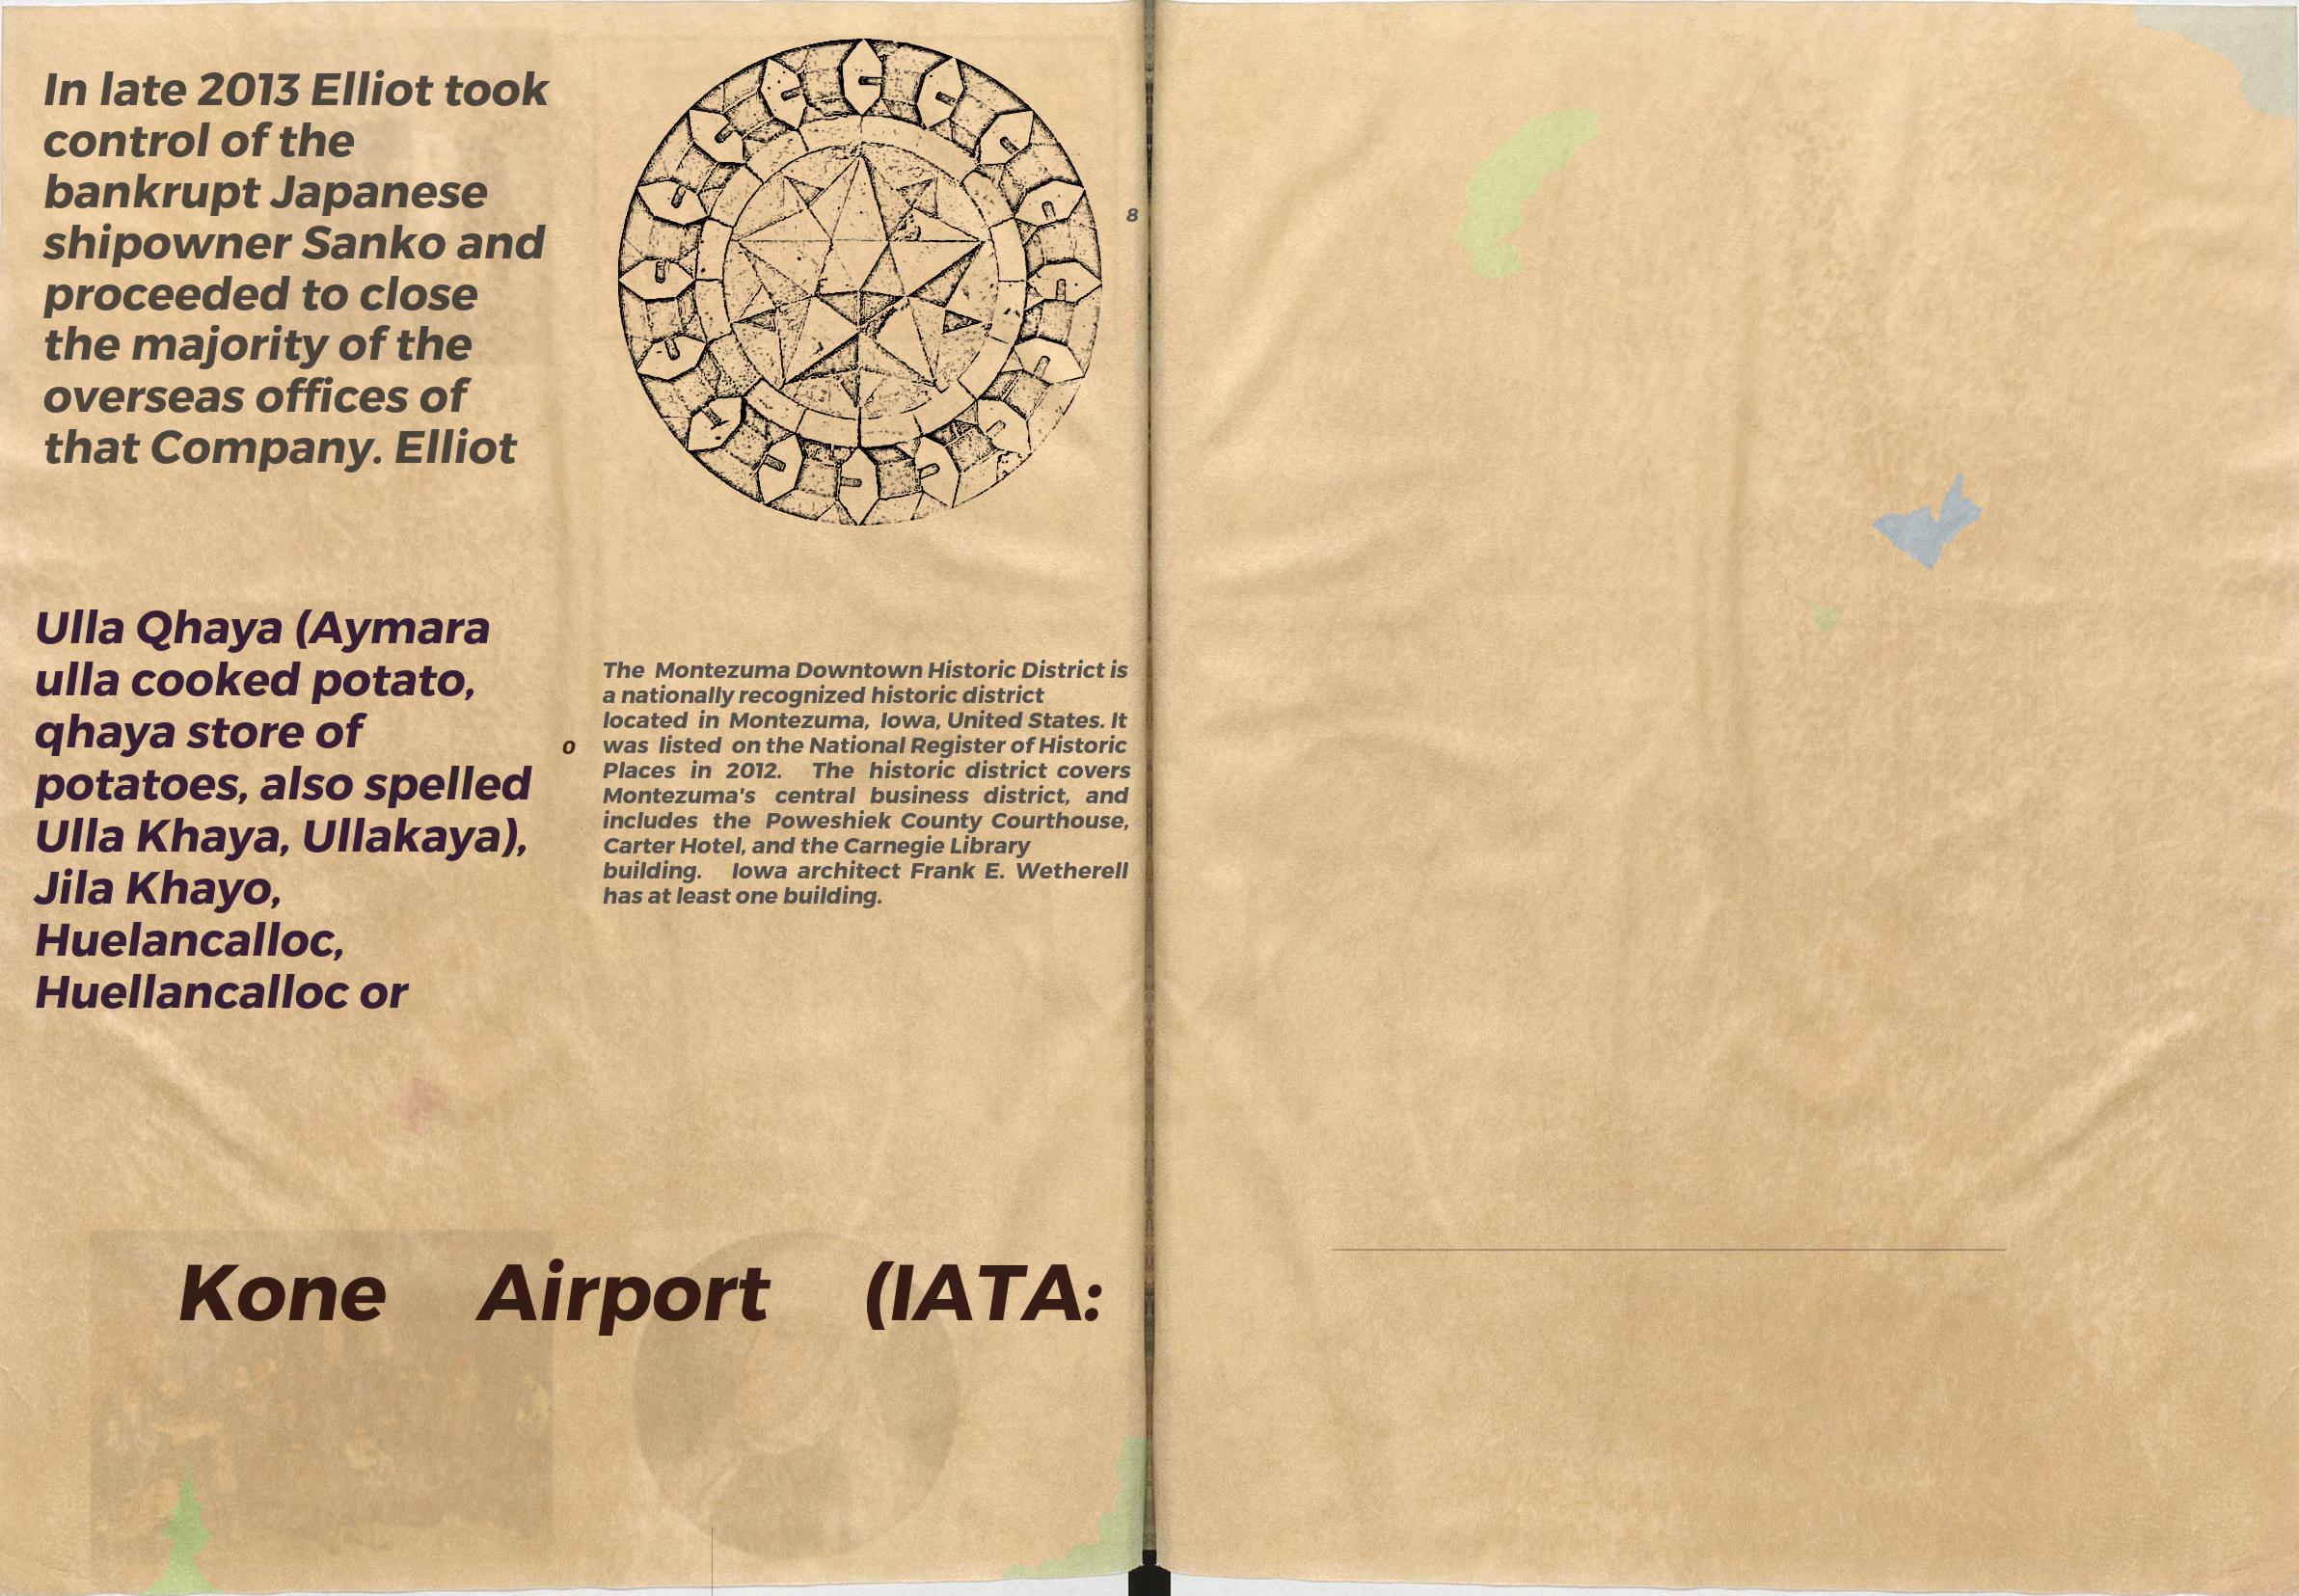 In late 2013 Elliot took
control of the
bankrupt Japanese
shipowner Sanko and
proceeded to close
the majority of the
overseas offices of
that Company. Elliot
Ulla Qhaya (Aymara
ulla cooked potato,
qhaya store of
potatoes, also spelled
Ulla Khaya, Ullakaya),
Jila Khayo,
Huelancalloc,
Huellancalloc or
8
0
The Montezuma Downtown Historic District is
a nationally recognized historic district
located in Montezuma, Iowa, United States. It
was listed on the National Register of Historic
Places in 2012. The historic district covers
Montezuma's central business district, and
includes the Poweshiek County Courthouse,
Carter Hotel, and the Carnegie Library
building. Iowa architect Frank E. Wetherell
has at least one building.
Kone Airport (IATA: